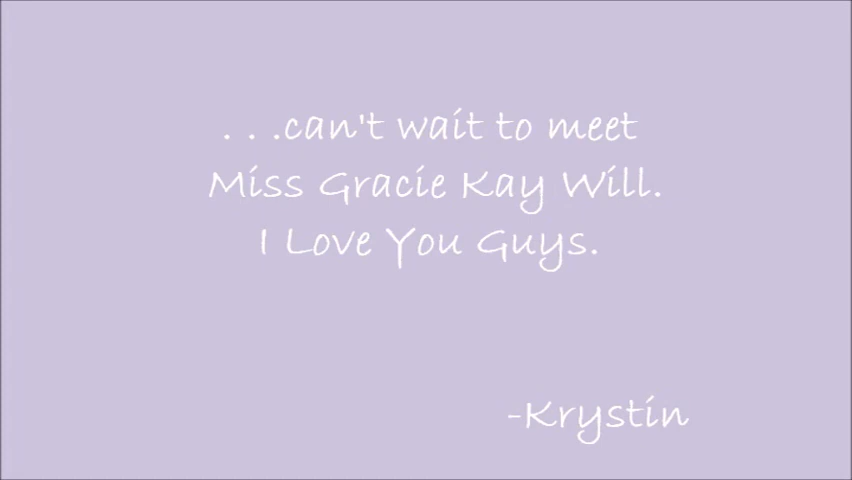 . . .can't wait to meet
Miss Gracie Kay Will.
I Love You Guys.
-Krystin